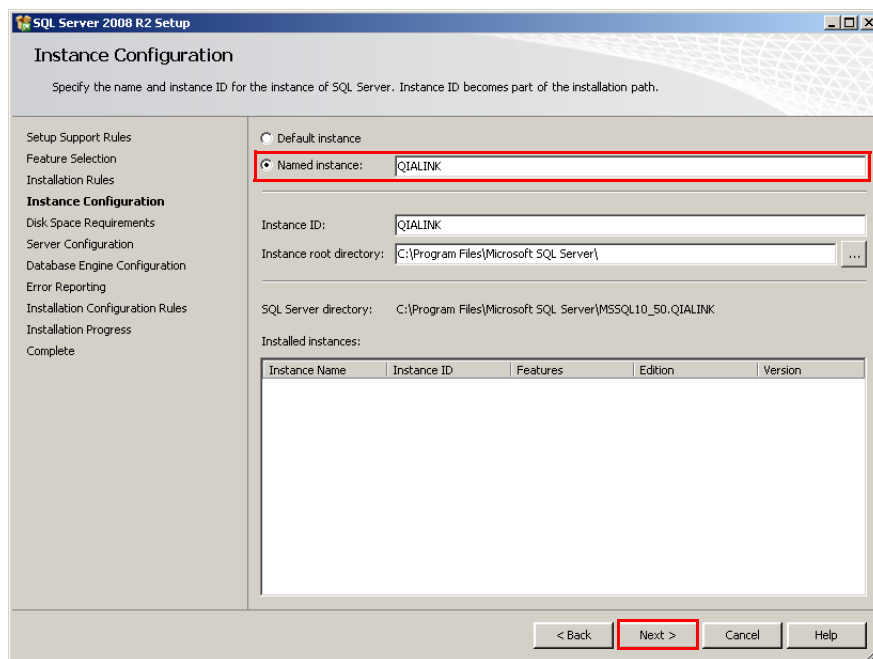 SQL Server 2008 R2 Setup
Instance Configuration
Specify the name and instance ID for the instance of SQL Server. Instance ID becomes part of the installation path.
Setup Support Rules
Feature Selection
Installation Rules
Instance Configuration
Disk Space Requirements
Server Configuration
Database Engine Configuration
Error Reporting
Installation Configuration Rules
Installation Progress
Complete
Default instance
Named instance: QIALINK
Instance ID: QIALINK
Instance root directory: C:\Program Files\Microsoft SQL Server\ ...
SQL Server directory: C:\Program Files\Microsoft SQL Server\MSSQL10_50.QIALINK
Installed instances:
Instance Name Instance ID Features Edition Version
< Back Next > Cancel Help